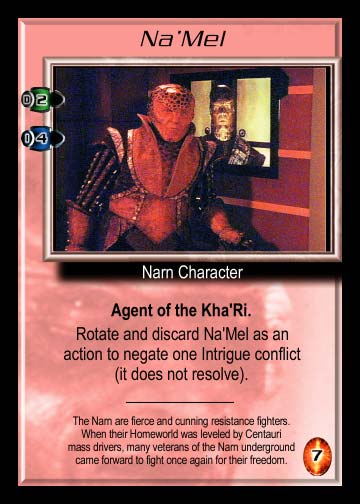 Na'Mel
2
4
Narn Character
Agent of the Kha'Ri.
Rotate and discard Na'Mel as an
action to negate one Intrigue conflict
(it does not resolve).
The Narn are fierce and cunning resistance fighters.
When their Homeworld was leveled by Centauri
mass drivers, many veterans of the Narn underground
came forward to fight once again for their freedom.
7